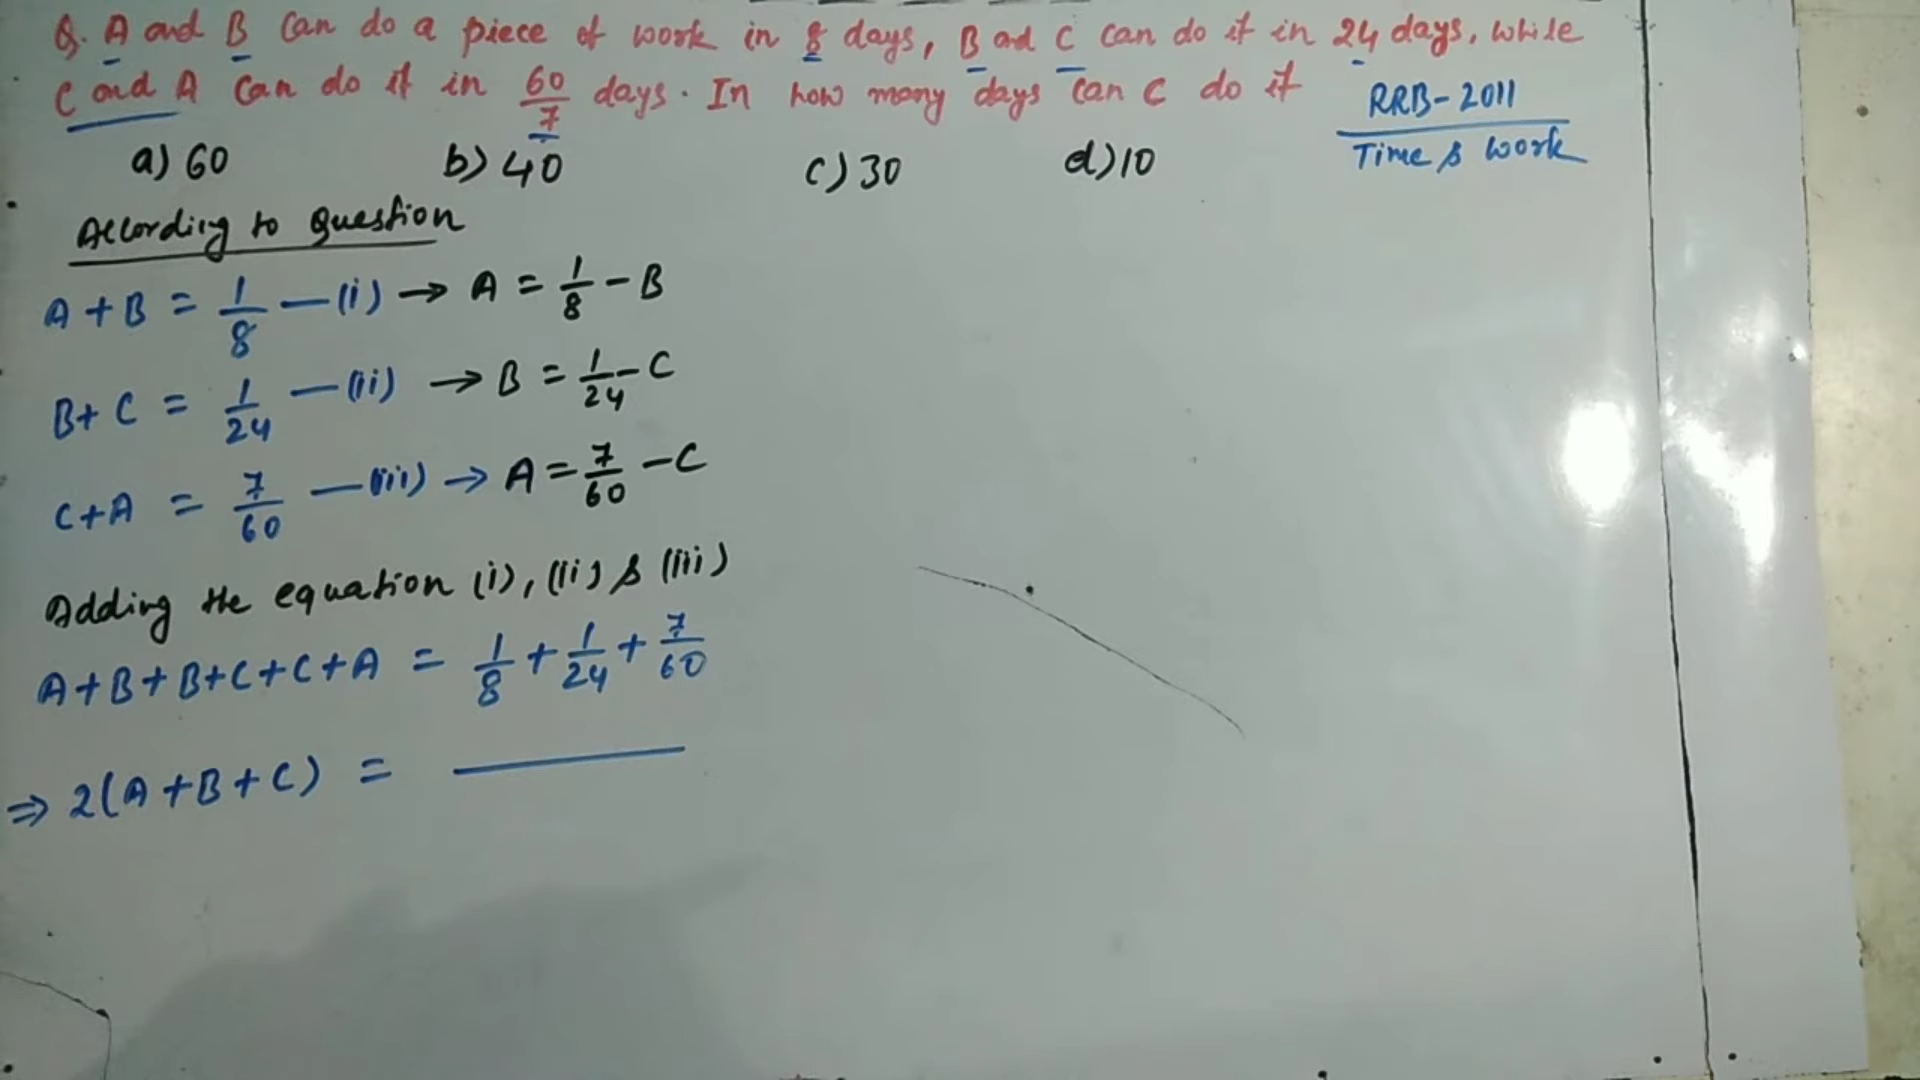 Q. A and B can do a piece of work in 8 days, B and C can do it in 24 days, while
C and A can do it in 60/7 days. In how many days can C do it
RRB-2011
Time & work
a) 60 b) 40 c) 30 d) 10
According to question
A + B = 1/8 — (i) → A = 1/8 - B
B + C = 1/24 — (ii) → B = 1/24 - C
C + A = 7/60 — (iii) → A = 7/60 - C
Adding the equation (i), (ii) & (iii)
A + B + B + C + C + A = 1/8 + 1/24 + 7/60
⇒ 2(A + B + C) = ———